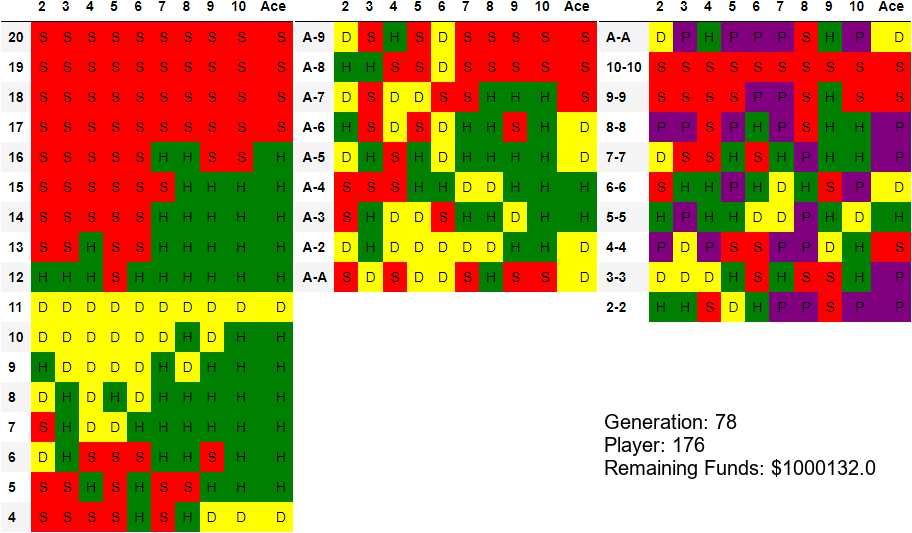 2 3 4 5 6 7 8 9 10 Ace
20 S S S S S S S S S S
19 S S S S S S S S S S
18 S S S S S S S S S S
17 S S S S S S S S S S
16 S S S S S H H S S H
15 S S S S S S H H H H
14 S S S S S H H H H H
13 S S H S S H H H H H
12 H H H S H H H H H H
11 D D D D D D D D D D
10 D D D D D D H D H H
9 H D D D D H D H H H
8 D H D H D H H H H H
7 S H D D H H H H H H
6 D H S S S H H S H H
5 S S H S H S S H H H
4 S S S S H S H D D D
2 3 4 5 6 7 8 9 10 Ace
A-9 D S H S D S S S S S
A-8 H H S S D S S S S S
A-7 D S D D S S H H H S
A-6 H S D S D H H S H D
A-5 D H S H D H H H H D
A-4 S S S H H D D H H H
A-3 S H D D S H H D H H
A-2 D H D D D D D H H D
A-A S D S D D S H S S D
2 3 4 5 6 7 8 9 10 Ace
A-A D P H P P P S H P D
10-10 S S S S S S S S S S
9-9 S S S S P P S H S S
8-8 P P S P H P S H H P
7-7 D S S H S H P H H P
6-6 S H H P H D H S P D
5-5 H P H H D D P H D H
4-4 P D P S S P P D H S
3-3 D D D H S H S S H P
2-2 H H S D H P P S P P
Generation: 78
Player: 176
Remaining Funds: $1000132.0